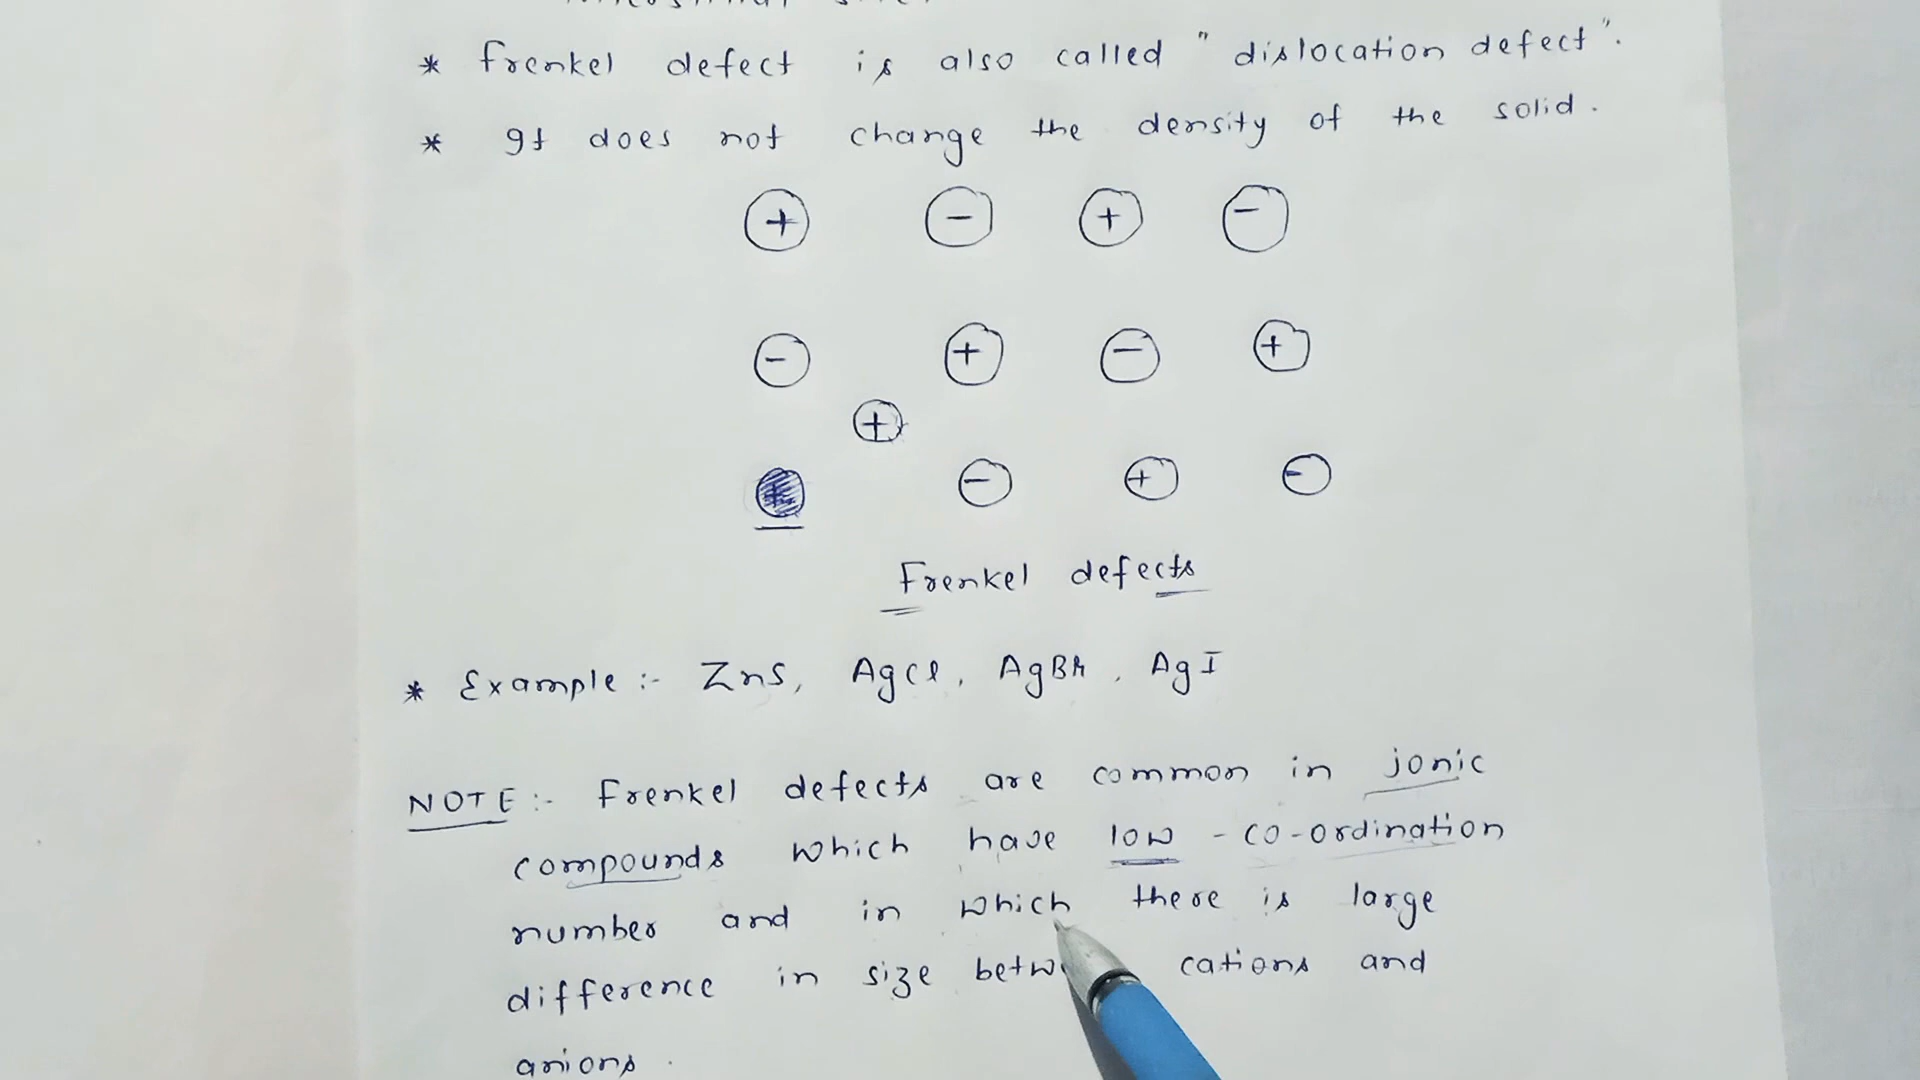 * Frenkel defect is also called "dislocation defect".
* It does not change the density of the solid.
+ - + -
- + - +
+
+ - + -
Frenkel defects
* Example :- ZnS, AgCl, AgBr, AgI
NOTE :- Frenkel defects are common in ionic
compounds which have low - co-ordination
number and in which there is large
difference in size cations and
anions.